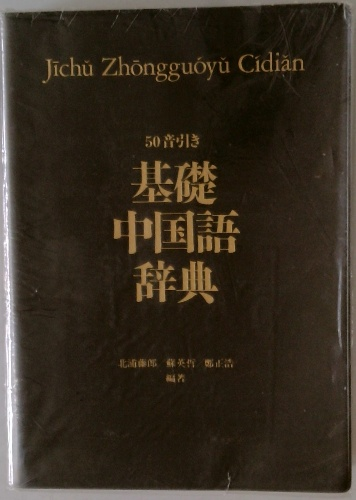 Jīchǔ Zhōngguóyǔ Cídiǎn
50音引き
基礎
中国語
辞典
北浦藤郎 蘇英哲 鄭正浩
編著